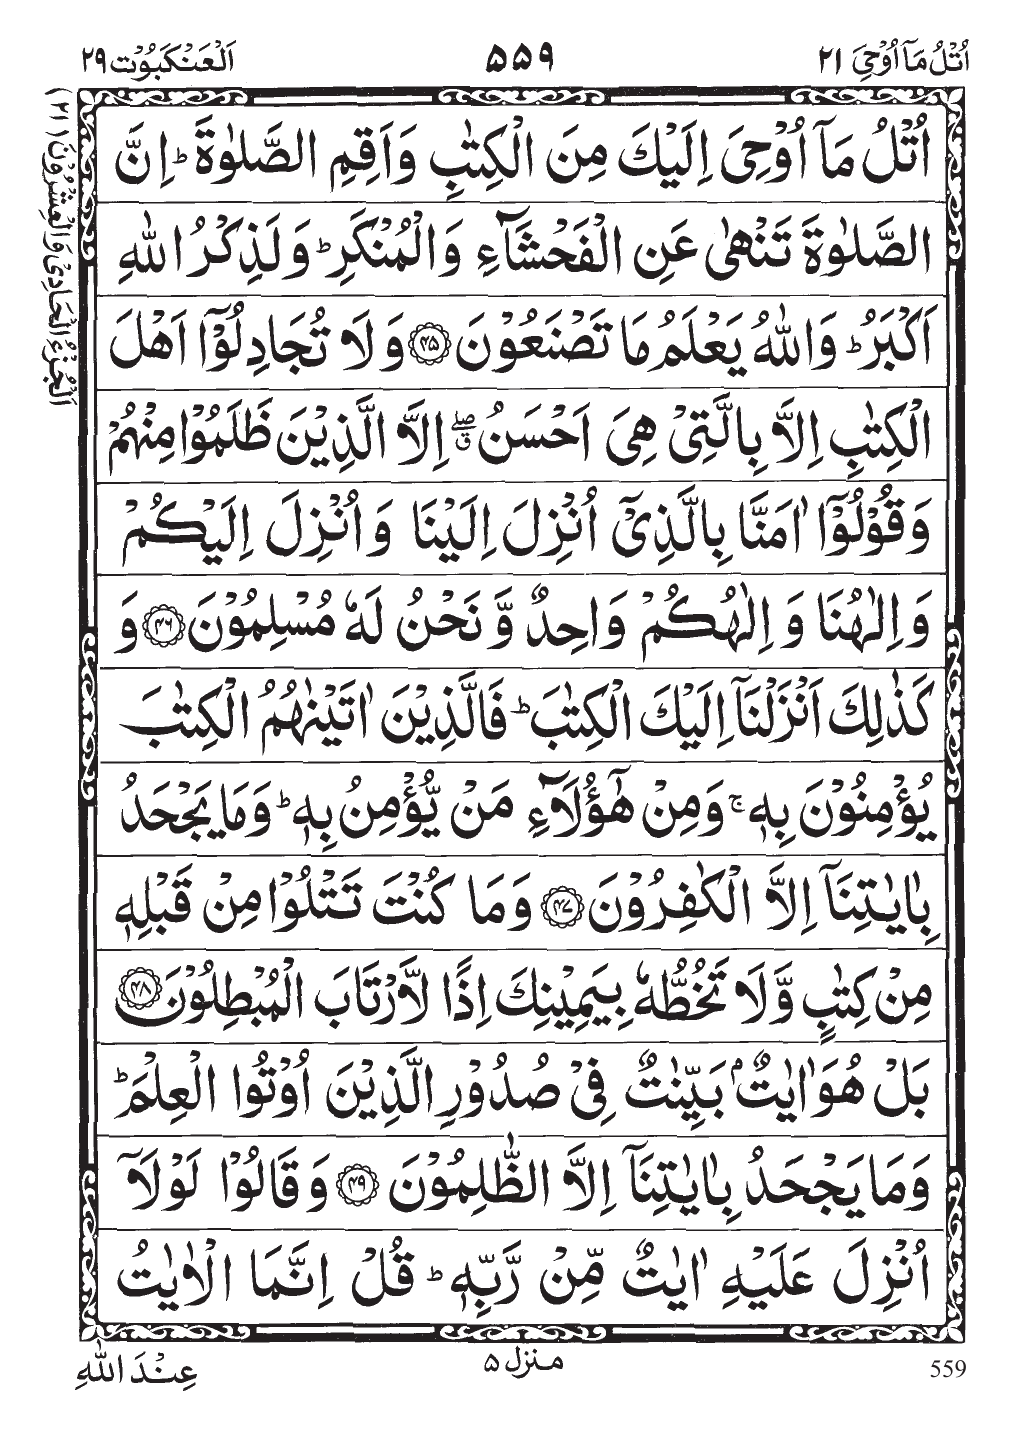 اُتْلُ مَاۤ اُوْحِیَ ٢١
۵۵۹
اَلْعَنْکَبُوْت ٢٩
اَلْجُزْءُ الْحَادِیْ وَالْعِشْرُوْنَ (٢١)
اُتْلُ مَاۤ اُوْحِیَ اِلَیْكَ مِنَ الْكِتٰبِ وَاَقِمِ الصَّلٰوةَ ؕ اِنَّ
الصَّلٰوةَ تَنْهٰی عَنِ الْفَحْشَآءِ وَالْمُنْكَرِ ؕ وَلَذِكْرُ اللّٰهِ
اَكْبَرُ ؕ وَاللّٰهُ یَعْلَمُ مَا تَصْنَعُوْنَ ﴿۴۵﴾ وَلَا تُجَادِلُوْۤا اَهْلَ
الْكِتٰبِ اِلَّا بِالَّتِیْ هِیَ اَحْسَنُ ۖۗ اِلَّا الَّذِیْنَ ظَلَمُوْا مِنْهُمْ
وَقُوْلُوْۤا اٰمَنَّا بِالَّذِیْۤ اُنْزِلَ اِلَیْنَا وَاُنْزِلَ اِلَیْكُمْ
وَاِلٰهُنَا وَاِلٰهُكُمْ وَاحِدٌ وَّنَحْنُ لَهٗ مُسْلِمُوْنَ ﴿۴۶﴾ وَ
كَذٰلِكَ اَنْزَلْنَاۤ اِلَیْكَ الْكِتٰبَ ؕ فَالَّذِیْنَ اٰتَیْنٰهُمُ الْكِتٰبَ
یُؤْمِنُوْنَ بِهٖ ۚ وَمِنْ هٰۤؤُلَآءِ مَنْ یُّؤْمِنُ بِهٖ ؕ وَمَا یَجْحَدُ
بِاٰیٰتِنَاۤ اِلَّا الْكٰفِرُوْنَ ﴿۴۷﴾ وَمَا كُنْتَ تَتْلُوْا مِنْ قَبْلِهٖ
مِنْ كِتٰبٍ وَّلَا تَخُطُّهٗ بِیَمِیْنِكَ اِذًا لَّارْتَابَ الْمُبْطِلُوْنَ ﴿۴۸﴾
بَلْ هُوَ اٰیٰتٌۢ بَیِّنٰتٌ فِیْ صُدُوْرِ الَّذِیْنَ اُوْتُوا الْعِلْمَ ؕ
وَمَا یَجْحَدُ بِاٰیٰتِنَاۤ اِلَّا الظّٰلِمُوْنَ ﴿۴۹﴾ وَقَالُوْا لَوْلَاۤ
اُنْزِلَ عَلَیْهِ اٰیٰتٌ مِّنْ رَّبِّهٖ ؕ قُلْ اِنَّمَا الْاٰیٰتُ
عِنْدَ اللّٰهِ
منزل ۵
559